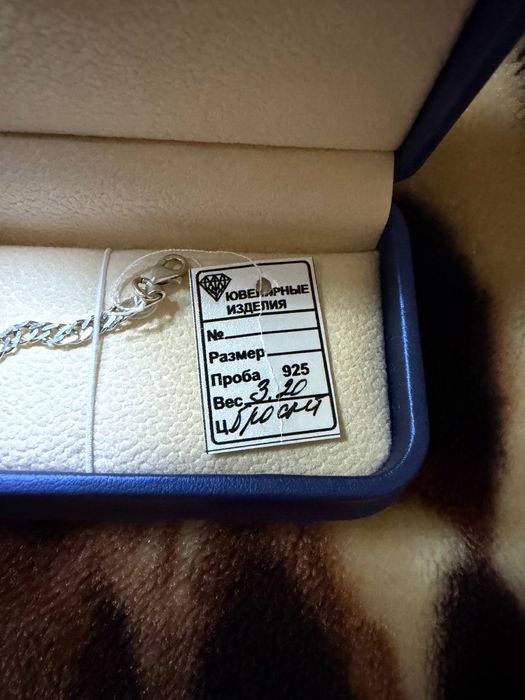 ЮВЕЛИРНЫЕ
ИЗДЕЛИЯ
№
Размер
Проба 925
Вес 3,20
Ц.